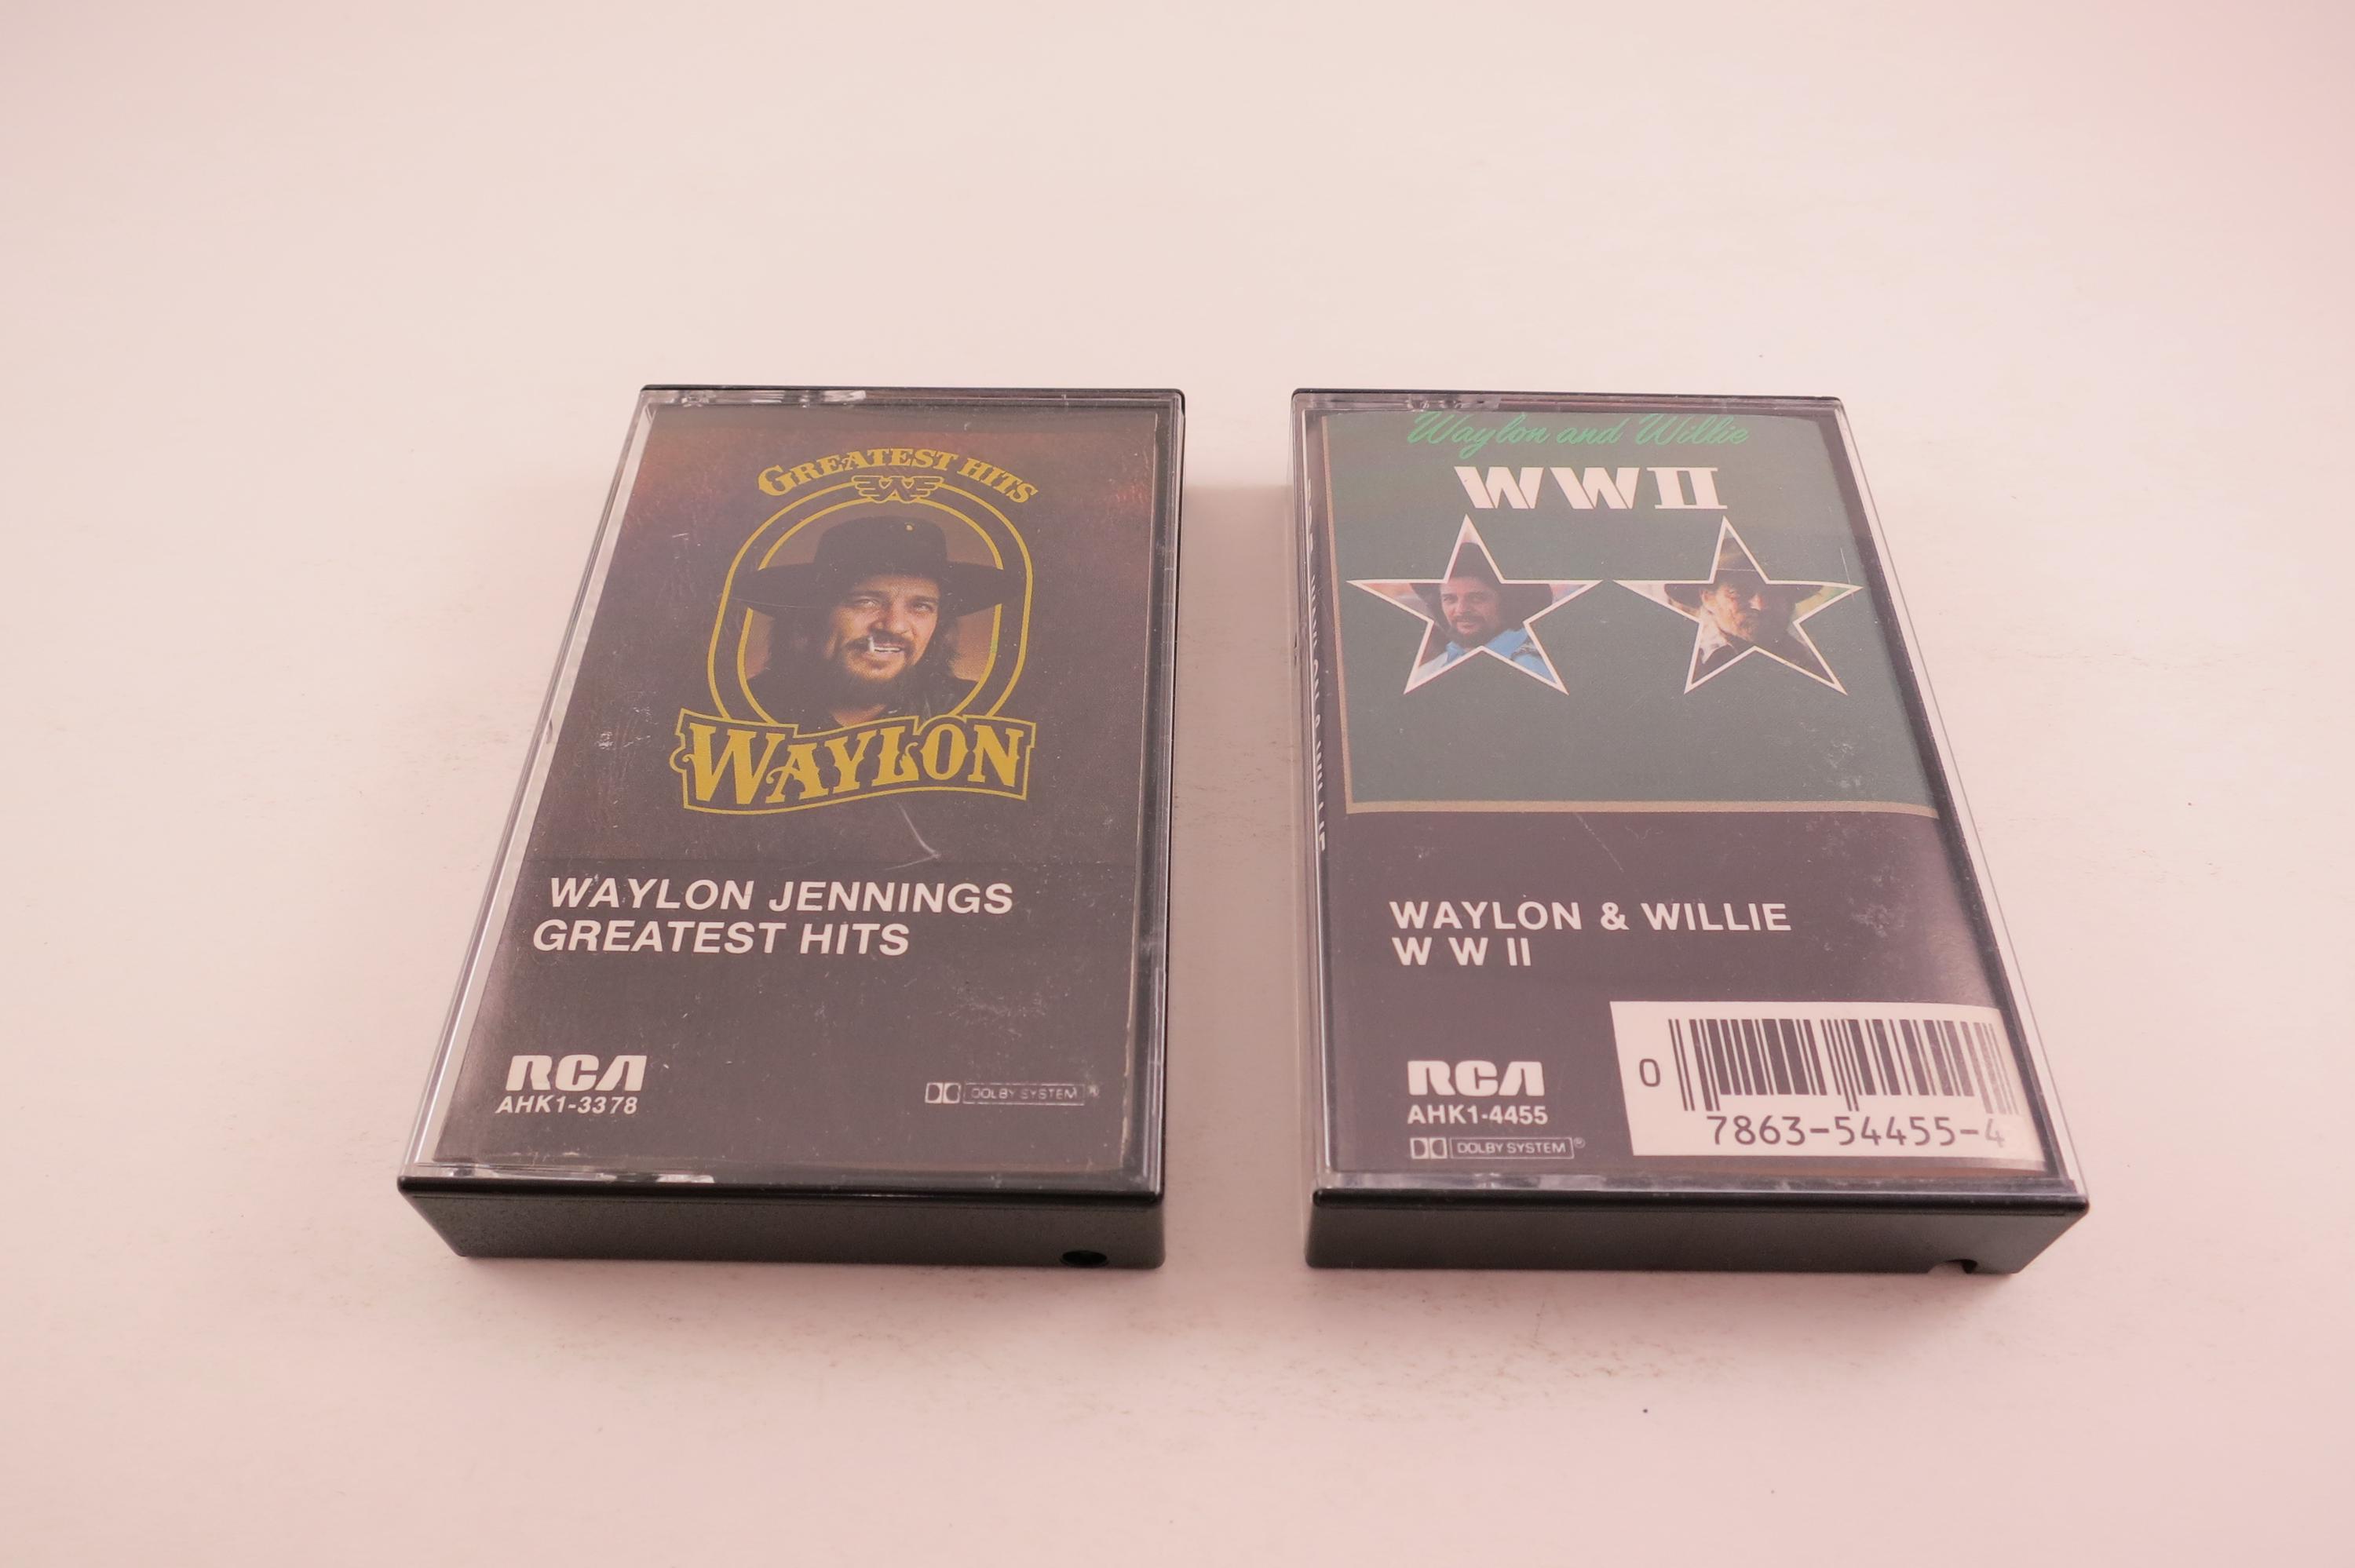 GREATEST HITS
WAYLON
WAYLON JENNINGS
GREATEST HITS
RCA
AHK1-3378
DOLBY SYSTEM®
Waylon and Willie
WWII
WAYLON & WILLIE
W W II
RCA
AHK1-4455
DOLBY SYSTEM®
0
7863-54455-4